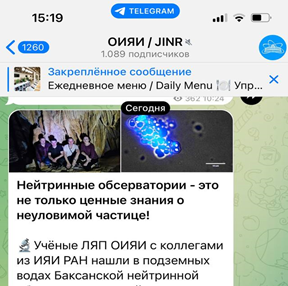 15:19
TELEGRAM
1260
ОИЯИ / JINR
1.089 подписчиков
Закреплённое сообщение
Ежедневное меню / Daily Menu 🍽 Упр...
362 10:24
Сегодня
Нейтринные обсерватории - это
не только ценные знания о
неуловимой частице!
🔬 Учёные ЛЯП ОИЯИ с коллегами
из ИЯИ РАН нашли в подземных
водах Баксанской нейтринной